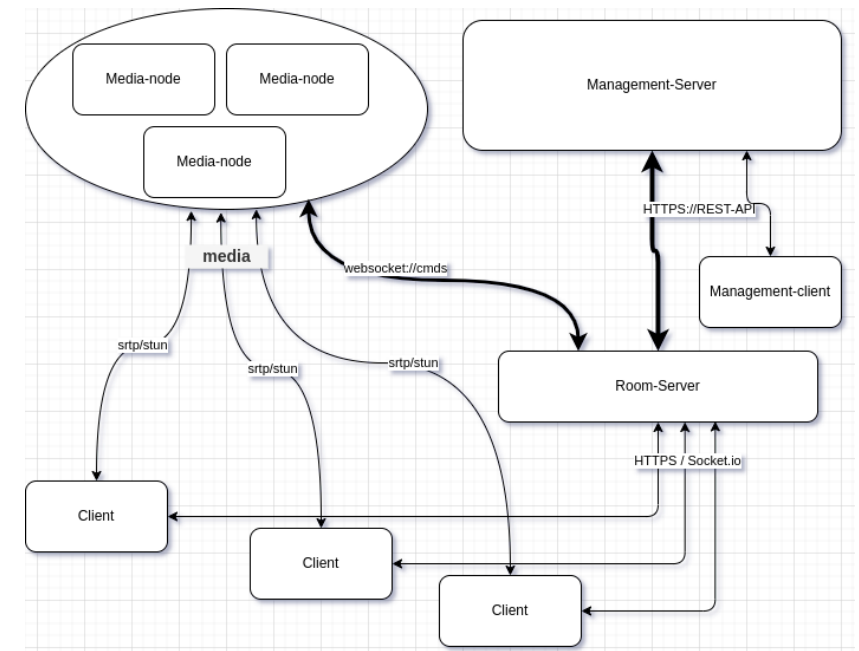 Media-node
Media-node
Media-node
Management-Server
HTTPS://REST-API
media
websocket://cmds
Management-client
srtp/stun
srtp/stun
srtp/stun
Room-Server
HTTPS / Socket.io
Client
Client
Client